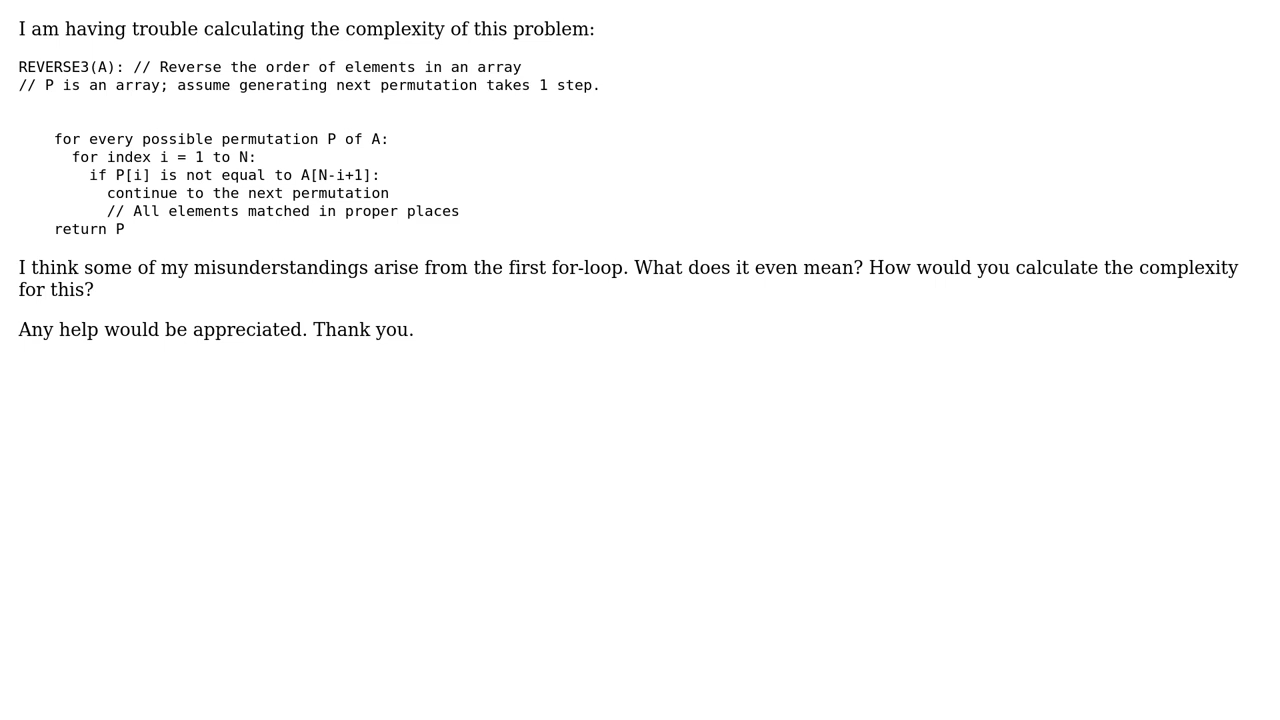 I am having trouble calculating the complexity of this problem:
REVERSE3(A): // Reverse the order of elements in an array
// P is an array; assume generating next permutation takes 1 step.
for every possible permutation P of A:
for index i = 1 to N:
if P[i] is not equal to A[N-i+1]:
continue to the next permutation
// All elements matched in proper places
return P
I think some of my misunderstandings arise from the first for-loop. What does it even mean? How would you calculate the complexity
for this?
Any help would be appreciated. Thank you.